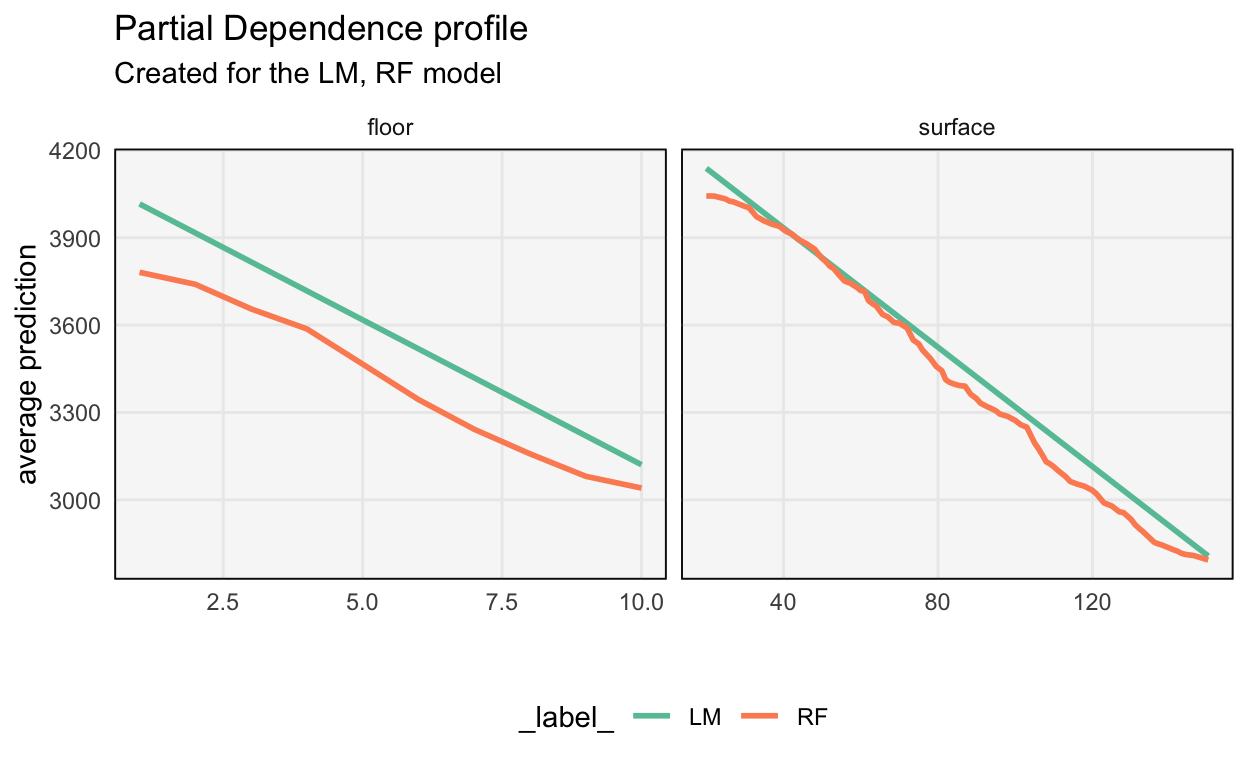 Partial Dependence profile
Created for the LM, RF model
floor
surface
average prediction
4200
3900
3600
3300
3000
2.5 5.0 7.5 10.0
40 80 120
_label_ LM RF